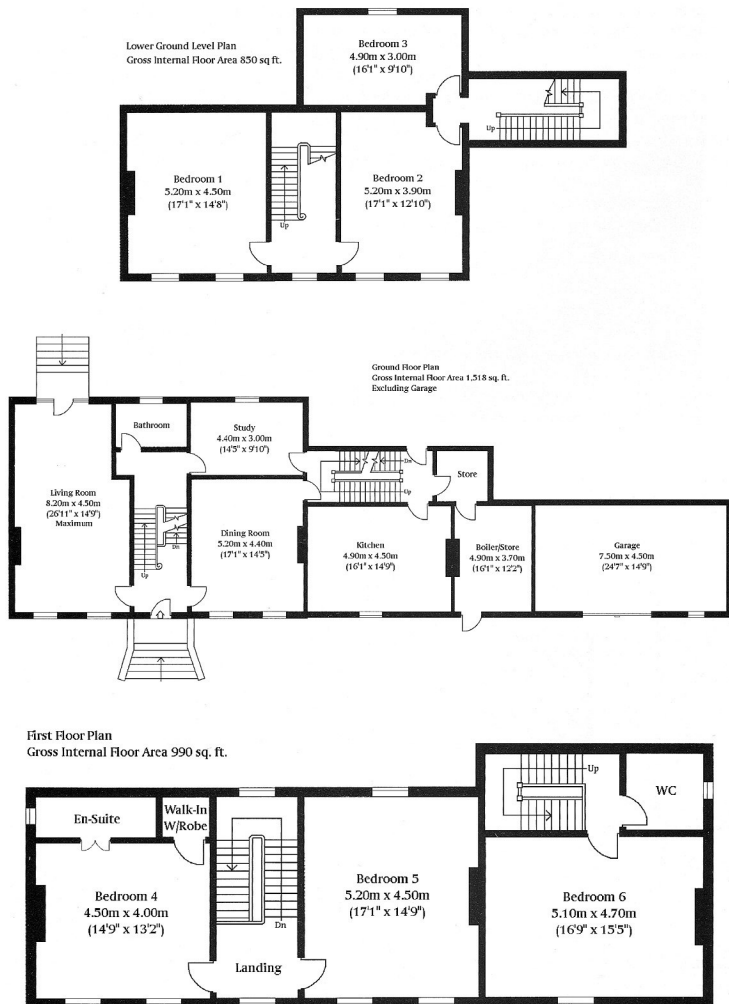 Lower Ground Level Plan
Gross Internal Floor Area 850 sq ft.
Bedroom 3
4.90m x 3.00m
(16'1" x 9'10")
Up
Bedroom 1
5.20m x 4.50m
(17'1" x 14'8")
Up
Bedroom 2
5.20m x 3.90m
(17'1" x 12'10")
Ground Floor Plan
Gross Internal Floor Area 1,518 sq. ft.
Excluding Garage
Bathroom
Study
4.40m x 3.00m
(14'5" x 9'10")
Dn
Up
Store
Living Room
8.20m x 4.50m
(26'11" x 14'9")
Maximum
Up
Dn
Dining Room
5.20m x 4.40m
(17'1" x 14'5")
Kitchen
4.90m x 4.50m
(16'1" x 14'9")
Boiler/Store
4.90m x 3.70m
(16'1" x 12'2")
Garage
7.50m x 4.50m
(24'7" x 14'9")
First Floor Plan
Gross Internal Floor Area 990 sq. ft.
En-Suite
Walk-In
W/Robe
Up
WC
Bedroom 4
4.50m x 4.00m
(14'9" x 13'2")
Dn
Landing
Bedroom 5
5.20m x 4.50m
(17'1" x 14'9")
Bedroom 6
5.10m x 4.70m
(16'9" x 15'5")